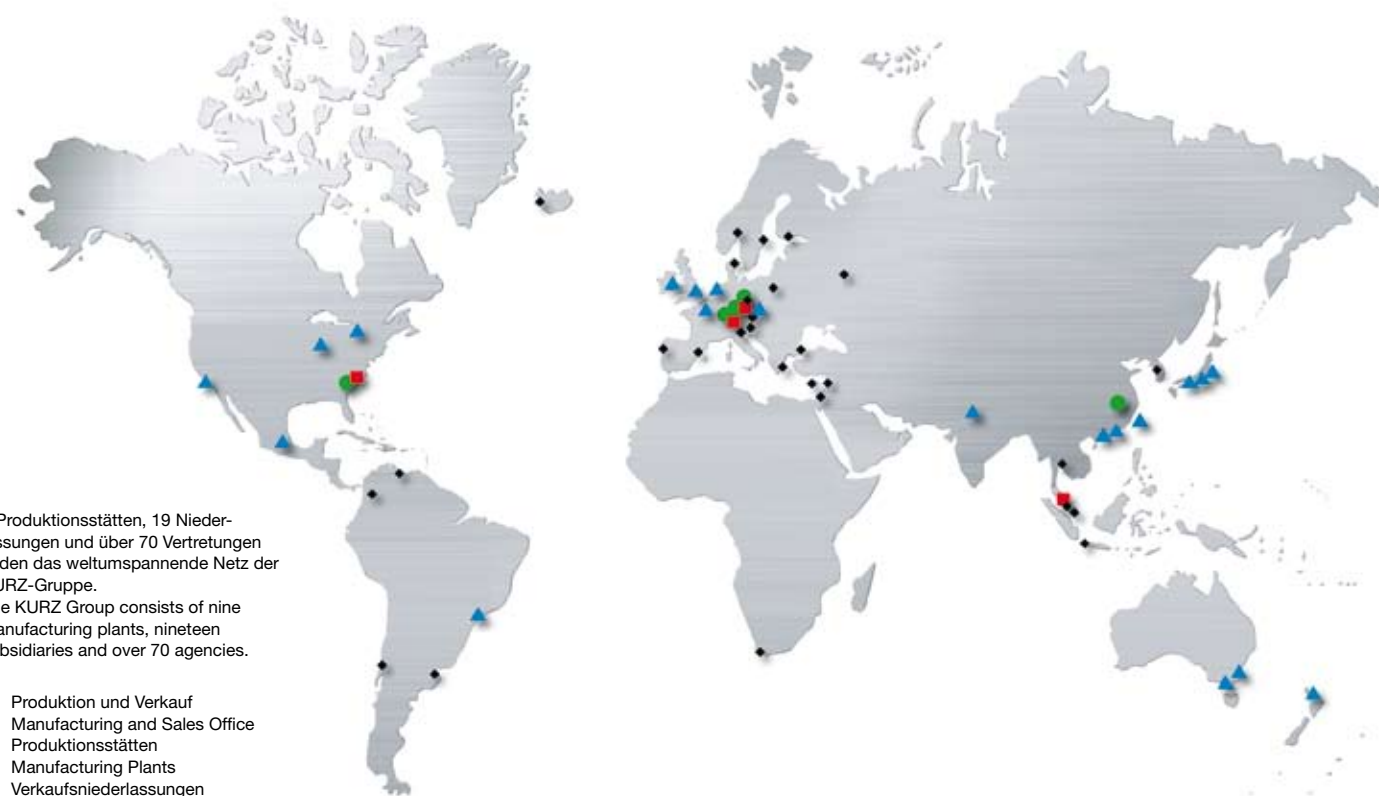 Produktionsstätten, 19 Nieder-
ssungen und über 70 Vertretungen
den das weltumspannende Netz der
URZ-Gruppe.
e KURZ Group consists of nine
anufacturing plants, nineteen
bsidiaries and over 70 agencies.
Produktion und Verkauf
Manufacturing and Sales Office
Produktionsstätten
Manufacturing Plants
Verkaufsniederlassungen